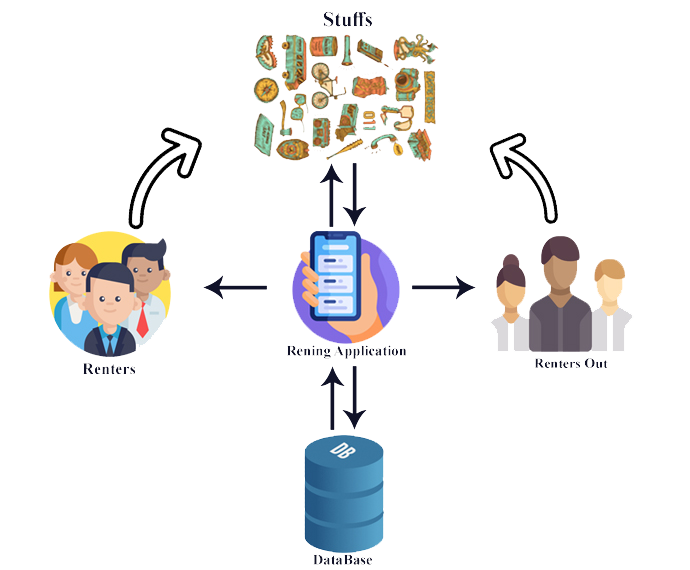 Stuffs
Rening Application
Renters
Renters Out
DB
DataBase